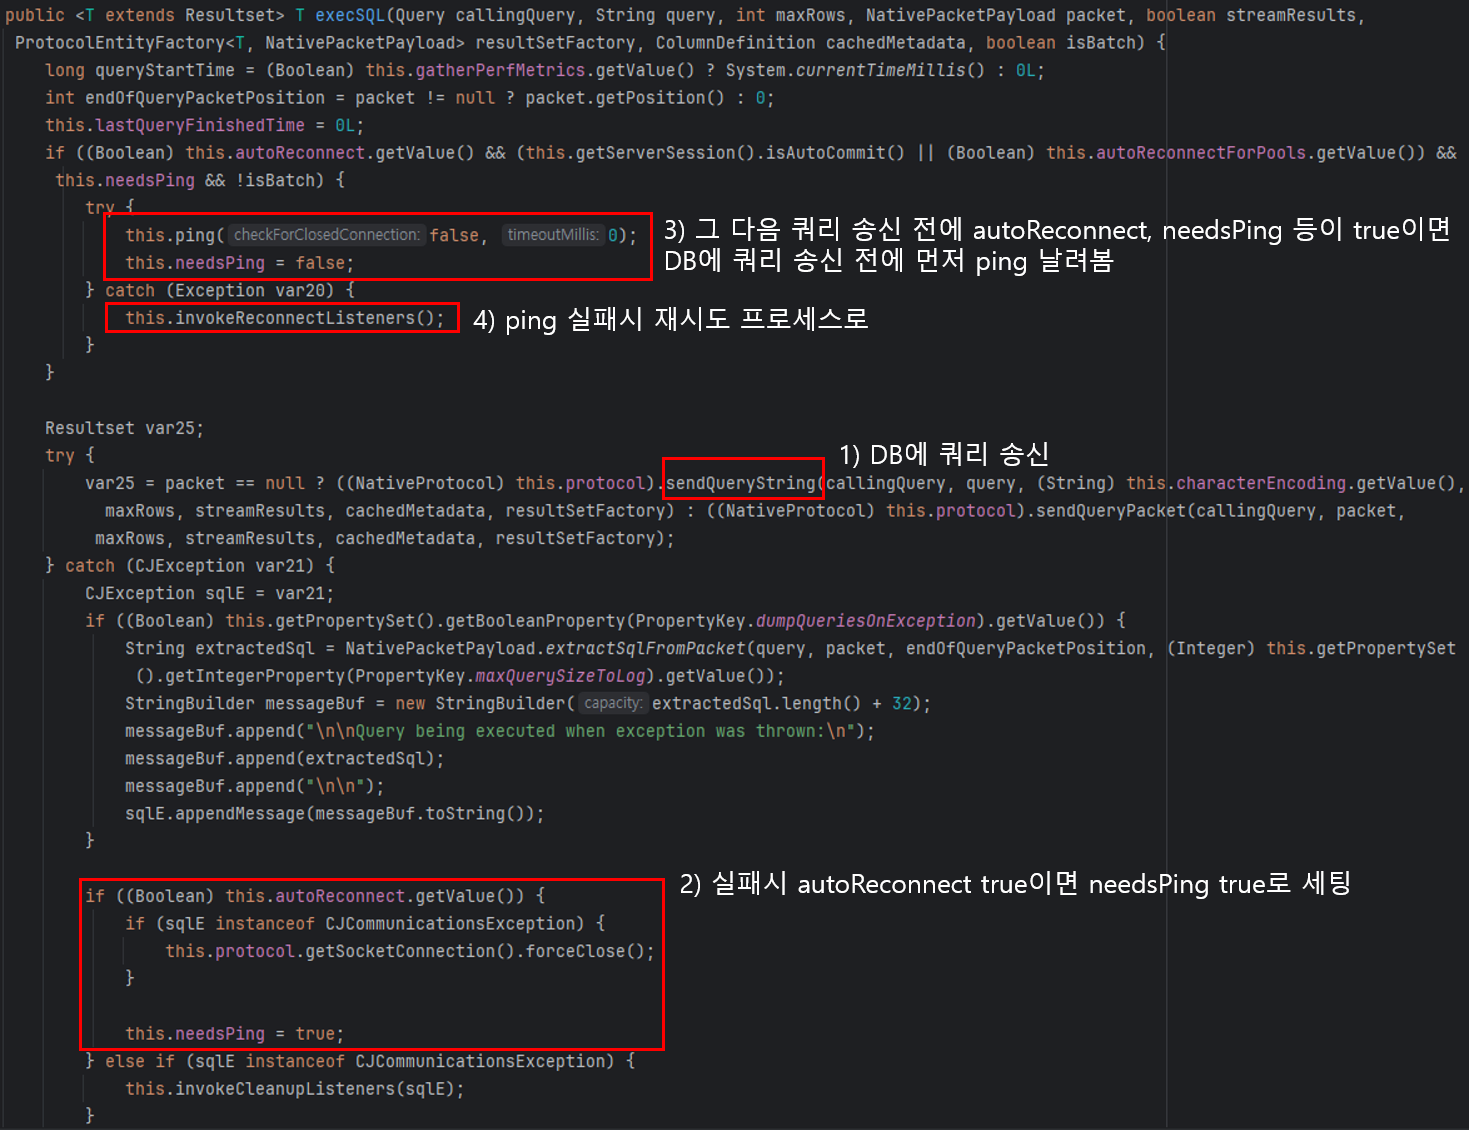 public <T extends Resultset> T execSQL(Query callingQuery, String query, int maxRows, NativePacketPayload packet, boolean streamResults,
ProtocolEntityFactory<T, NativePacketPayload> resultSetFactory, ColumnDefinition cachedMetadata, boolean isBatch) {
long queryStartTime = (Boolean) this.gatherPerfMetrics.getValue() ? System.currentTimeMillis() : 0L;
int endOfQueryPacketPosition = packet != null ? packet.getPosition() : 0;
this.lastQueryFinishedTime = 0L;
if ((Boolean) this.autoReconnect.getValue() && (this.getServerSession().isAutoCommit() || (Boolean) this.autoReconnectForPools.getValue()) &&
this.needsPing && !isBatch) {
try {
this.ping( checkForClosedConnection: false, timeoutMillis: 0);
this.needsPing = false;
3) 그 다음 쿼리 송신 전에 autoReconnect, needsPing 등이 true이면
DB에 쿼리 송신 전에 먼저 ping 날려봄
} catch (Exception var20) {
this.invokeReconnectListeners();
4) ping 실패시 재시도 프로세스로
}
}
Resultset var25;
try {
1) DB에 쿼리 송신
var25 = packet == null ? ((NativeProtocol) this.protocol).sendQueryString(callingQuery, query, (String) this.characterEncoding.getValue(),
maxRows, streamResults, cachedMetadata, resultSetFactory) : ((NativeProtocol) this.protocol).sendQueryPacket(callingQuery, packet,
maxRows, streamResults, cachedMetadata, resultSetFactory);
} catch (CJException var21) {
CJException sqlE = var21;
if ((Boolean) this.getPropertySet().getBooleanProperty(PropertyKey.dumpQueriesOnException).getValue()) {
String extractedSql = NativePacketPayload.extractSqlFromPacket(query, packet, endOfQueryPacketPosition, (Integer) this.getPropertySet
().getIntegerProperty(PropertyKey.maxQuerySizeToLog).getValue());
StringBuilder messageBuf = new StringBuilder( capacity: extractedSql.length() + 32);
messageBuf.append("\n\nQuery being executed when exception was thrown:\n");
messageBuf.append(extractedSql);
messageBuf.append("\n\n");
sqlE.appendMessage(messageBuf.toString());
}
2) 실패시 autoReconnect true이면 needsPing true로 세팅
if ((Boolean) this.autoReconnect.getValue()) {
if (sqlE instanceof CJCommunicationsException) {
this.protocol.getSocketConnection().forceClose();
}
this.needsPing = true;
} else if (sqlE instanceof CJCommunicationsException) {
this.invokeCleanupListeners(sqlE);
}